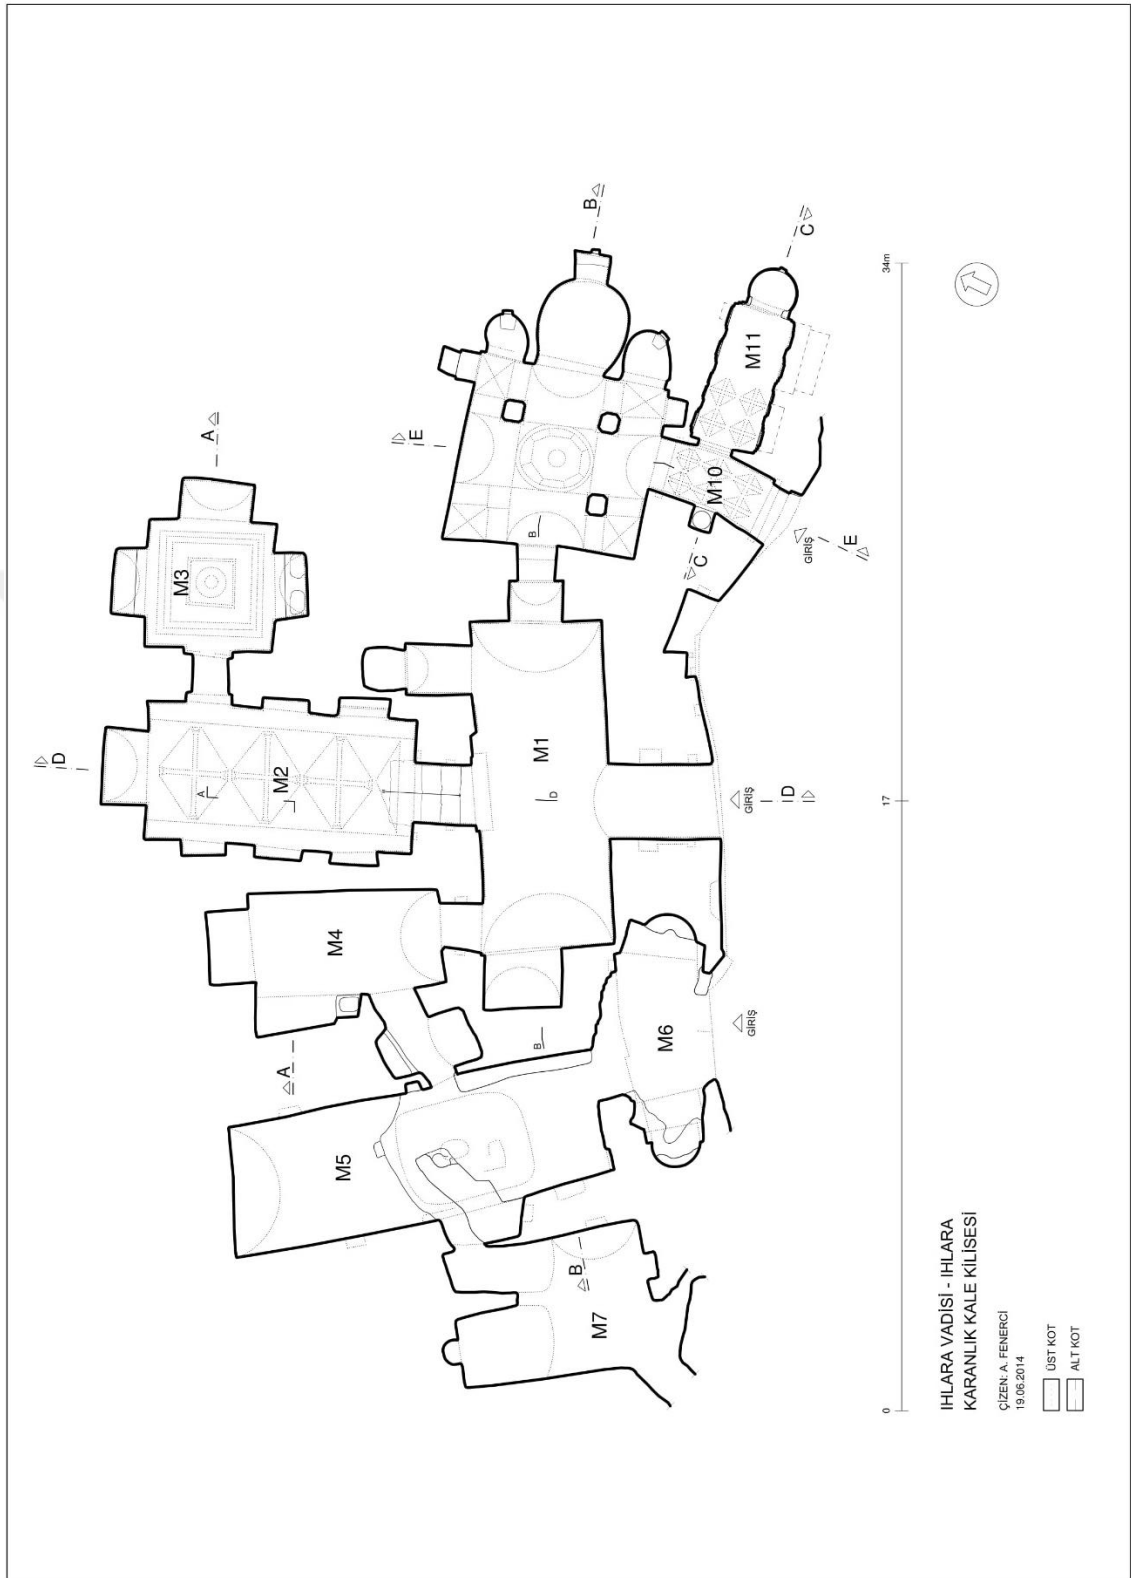 B
C
34m
A
E
M11
M3
M10
B
C
GİRİŞ
E
D
M1
M2
A
D
GİRİŞ
D
17
M4
B
M6
GİRİŞ
A
M5
B
M7
0
IHLARA VADİSİ - IHLARA
KARANLIK KALE KİLİSESİ
ÇİZEN: A. FENERCİ
19.06.2014
ÜST KOT
ALT KOT